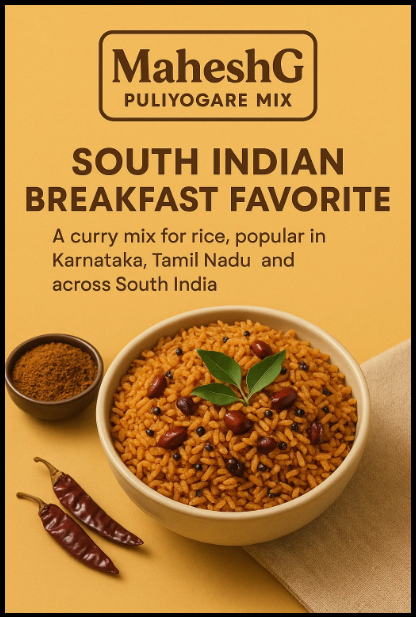 MaheshG
PULIYOGARE MIX
SOUTH INDIAN
BREAKFAST FAVORITE
A curry mix for rice, popular in
Karnataka, Tamil Nadu and
across South India